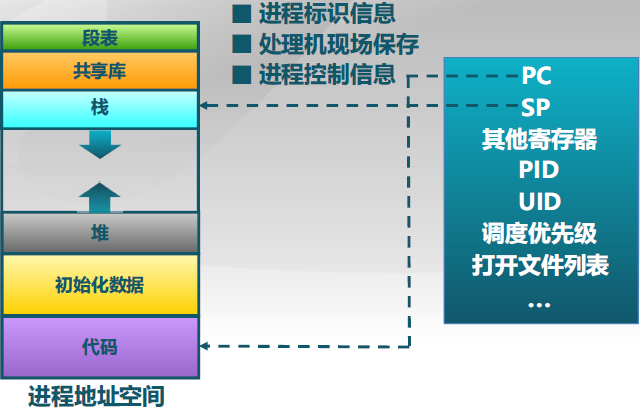 ■ 进程标识信息
■ 处理机现场保存
■ 进程控制信息
段表
共享库
栈
堆
初始化数据
代码
进程地址空间
PC
SP
其他寄存器
PID
UID
调度优先级
打开文件列表
...